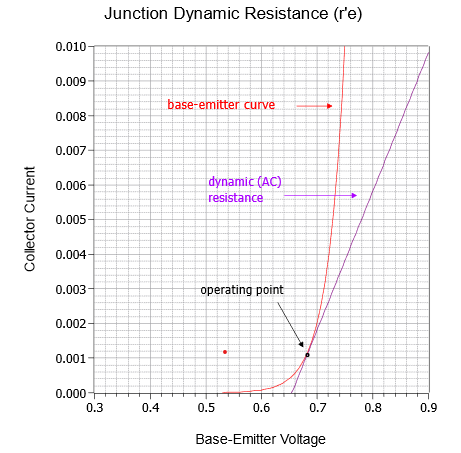 Junction Dynamic Resistance (r'e)
0.010
0.009
base-emitter curve
0.008
0.007
dynamic (AC)
resistance
0.006
0.005
0.004
operating point
0.003
0.002
0.001
0.000
0.3 0.4 0.5 0.6 0.7 0.8 0.9
Collector Current
Base-Emitter Voltage